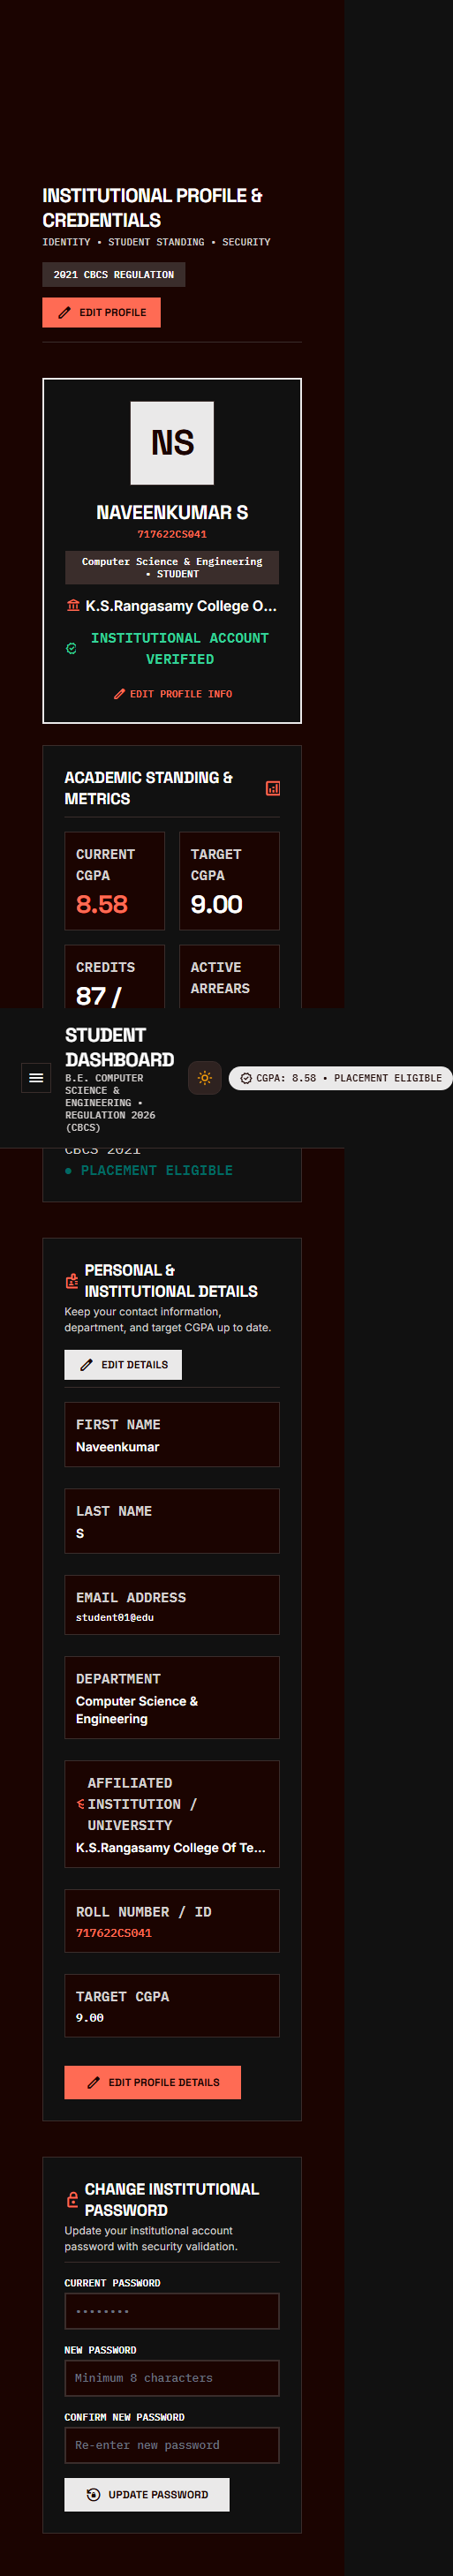 INSTITUTIONAL PROFILE &
CREDENTIALS
IDENTITY • STUDENT STANDING • SECURITY
2021 CBCS REGULATION
EDIT PROFILE
NS
NAVEENKUMAR S
717622CS041
Computer Science & Engineering
• STUDENT
K.S.Rangasamy College O...
INSTITUTIONAL ACCOUNT
VERIFIED
EDIT PROFILE INFO
ACADEMIC STANDING &
METRICS
CURRENT
CGPA
8.58
TARGET
CGPA
9.00
CREDITS
87 /
ACTIVE
ARREARS
STUDENT
DASHBOARD
B.E. COMPUTER
SCIENCE &
ENGINEERING •
REGULATION 2026
(CBCS)
CGPA: 8.58 • PLACEMENT ELIGIBLE
CBCS 2021
● PLACEMENT ELIGIBLE
PERSONAL &
INSTITUTIONAL DETAILS
Keep your contact information,
department, and target CGPA up to date.
EDIT DETAILS
FIRST NAME
Naveenkumar
LAST NAME
S
EMAIL ADDRESS
student01@edu
DEPARTMENT
Computer Science &
Engineering
AFFILIATED
INSTITUTION /
UNIVERSITY
K.S.Rangasamy College Of Te...
ROLL NUMBER / ID
717622CS041
TARGET CGPA
9.00
EDIT PROFILE DETAILS
CHANGE INSTITUTIONAL
PASSWORD
Update your institutional account
password with security validation.
CURRENT PASSWORD
••••••••
NEW PASSWORD
Minimum 8 characters
CONFIRM NEW PASSWORD
Re-enter new password
UPDATE PASSWORD